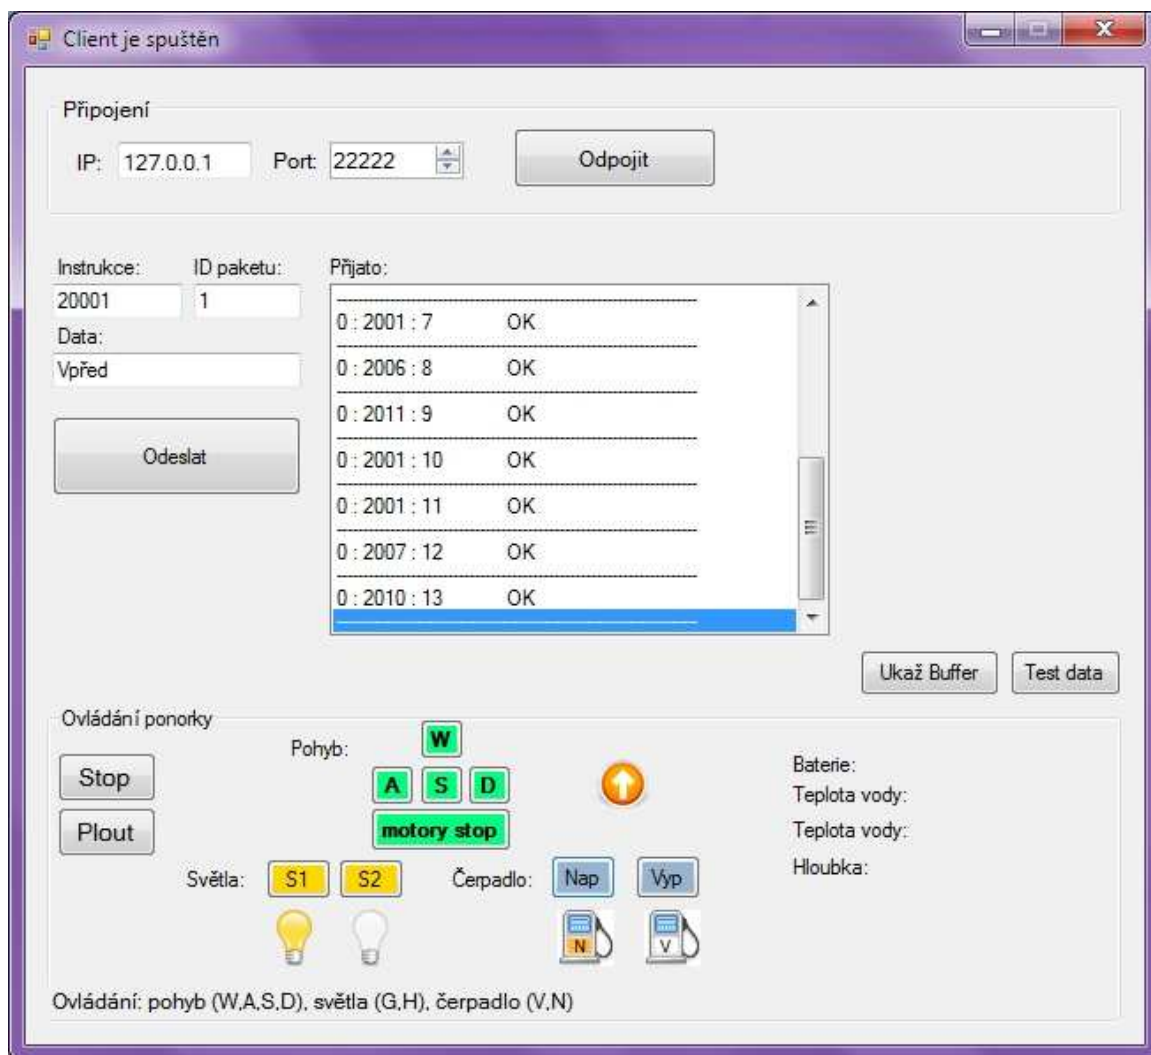 Client je spuštěn
Připojení
IP: 127.0.0.1 Port: 22222 Odpojit
Instrukce: ID paketu: Přijato:
20001 1
Data:
Vpřed
Odeslat
0 : 2001 : 7 OK
0 : 2006 : 8 OK
0 : 2011 : 9 OK
0 : 2001 : 10 OK
0 : 2001 : 11 OK
0 : 2007 : 12 OK
0 : 2010 : 13 OK
Ukaž Buffer Test data
Ovládání ponorky
Stop
Plout
Pohyb: W
A S D
motory stop
Světla: S1 S2 Čerpadlo: Nap Vyp
N V
Baterie:
Teplota vody:
Teplota vody:
Hloubka:
Ovládání: pohyb (W,A,S,D), světla (G,H), čerpadlo (V,N)